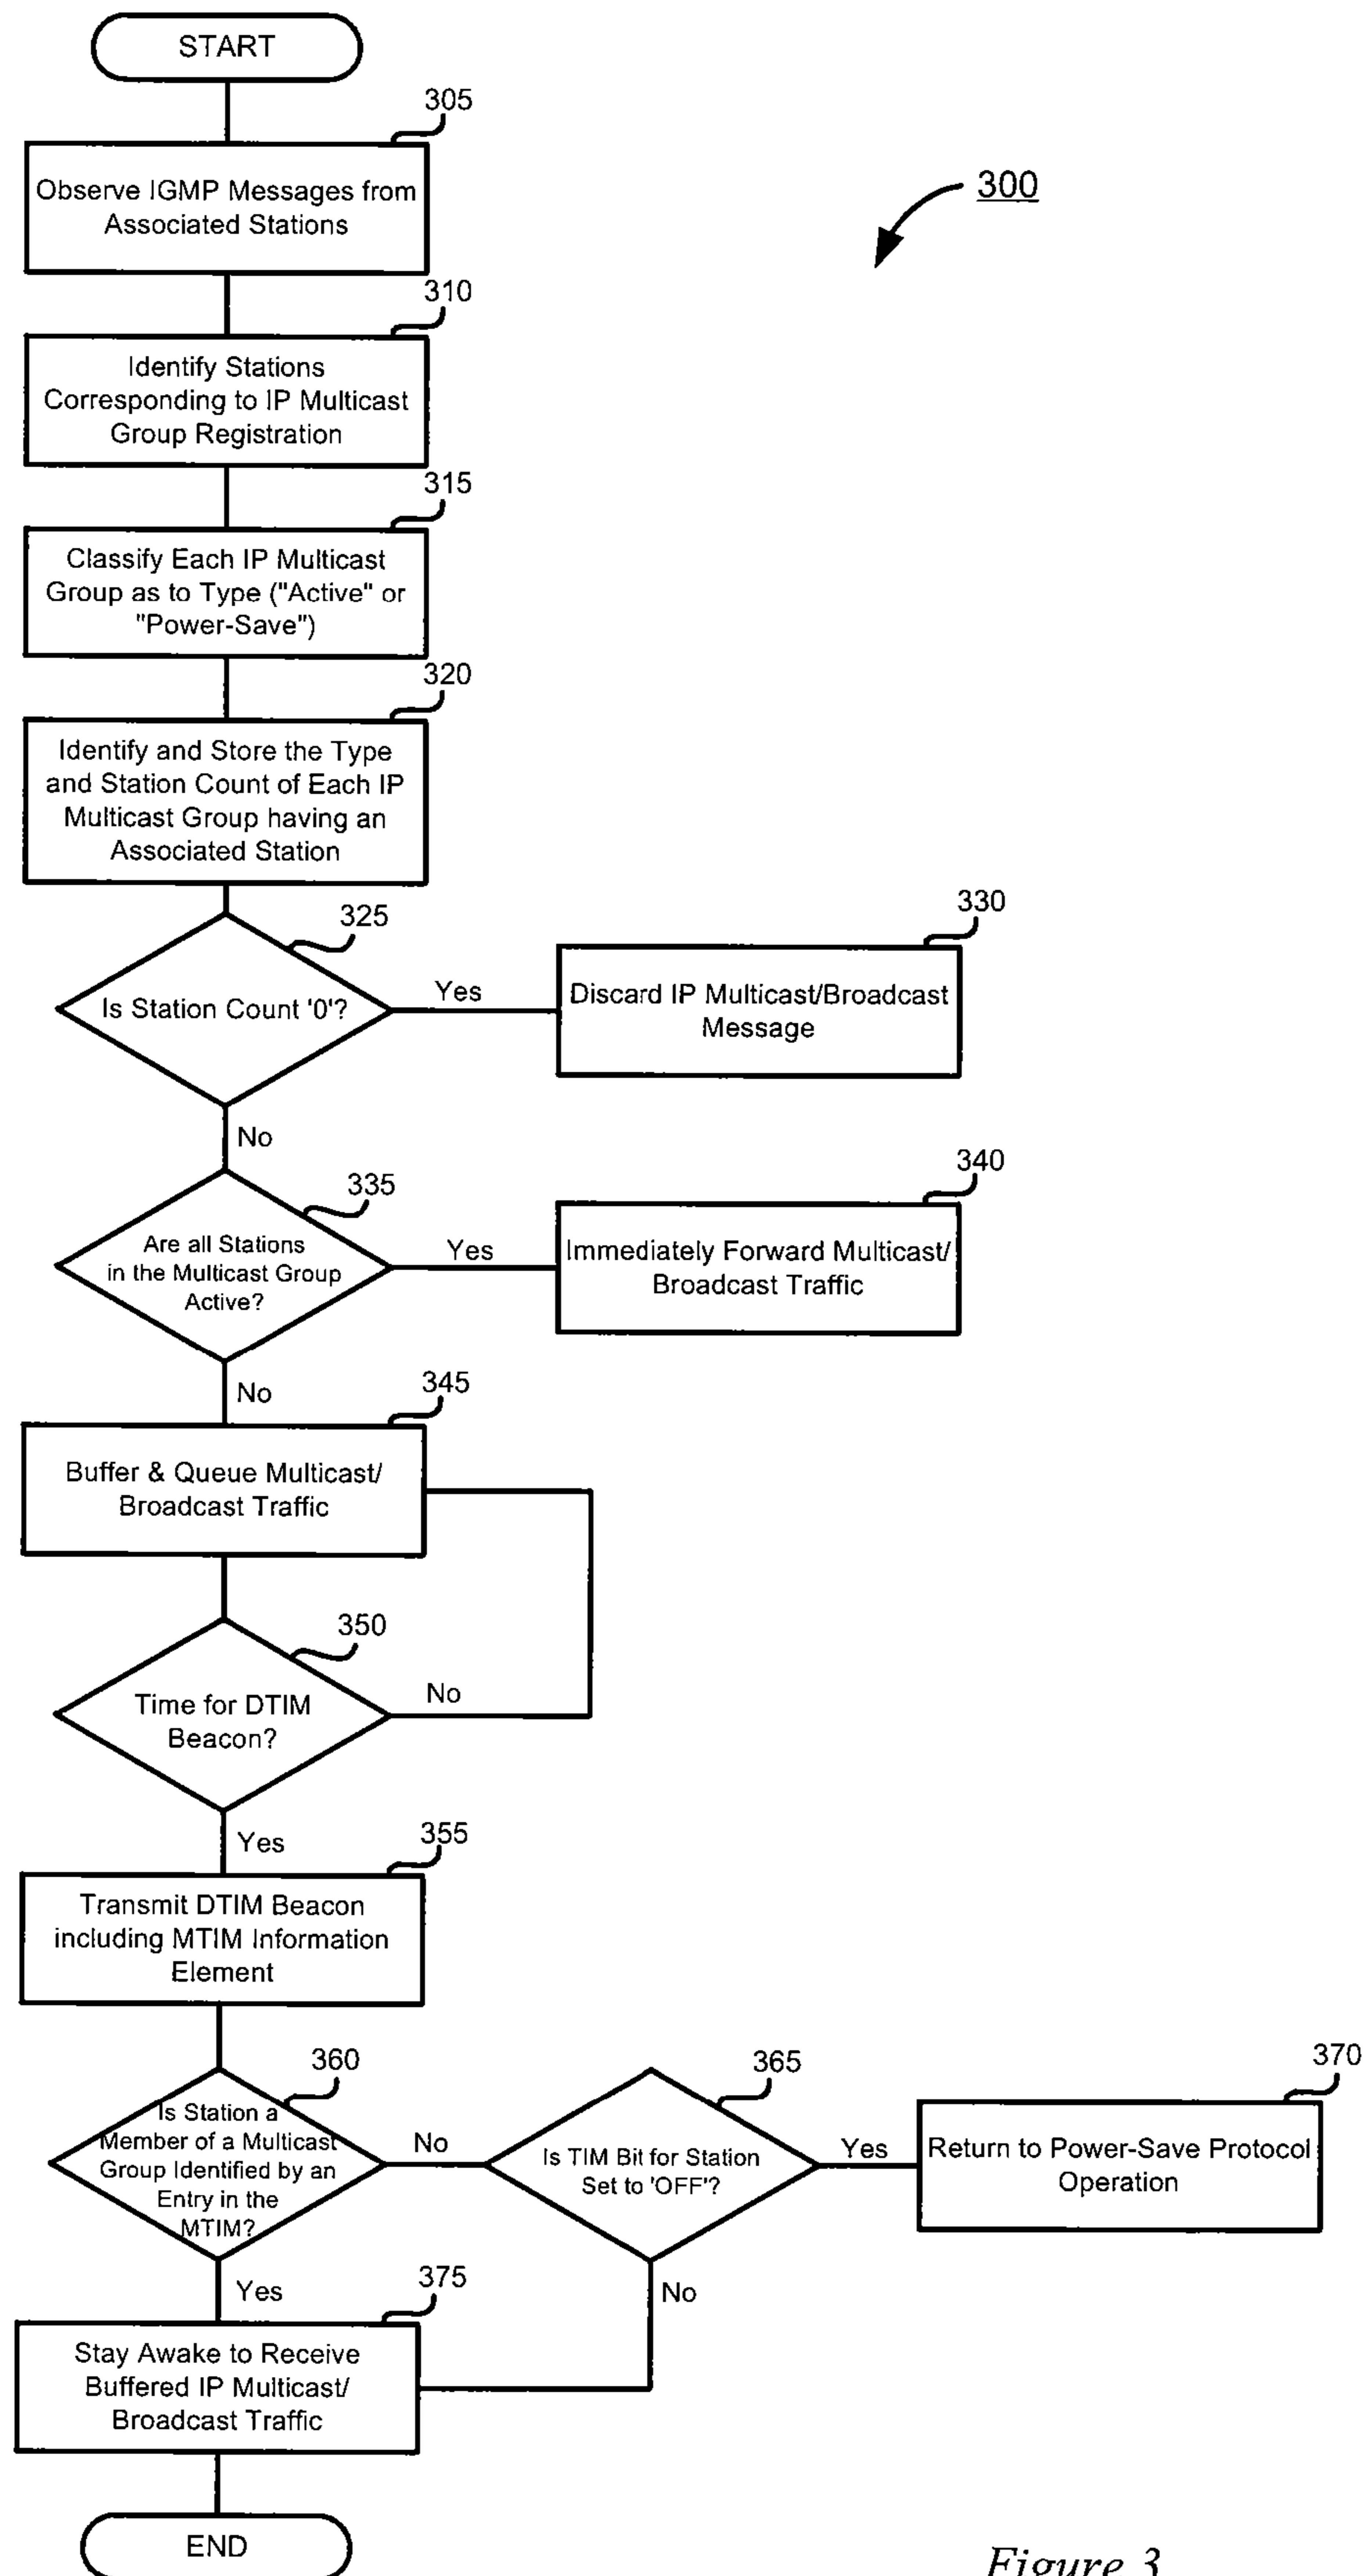 START
305
Observe IGMP Messages from
Associated Stations
300
310
Identify Stations
Corresponding to IP Multicast
Group Registration
315
Classify Each IP Multicast
Group as to Type ("Active" or
"Power-Save")
320
Identify and Store the Type
and Station Count of Each IP
Multicast Group having an
Associated Station
325
Is Station Count '0'?
Yes
330
Discard IP Multicast/Broadcast
Message
No
335
Are all Stations
in the Multicast Group
Active?
Yes
340
Immediately Forward Multicast/
Broadcast Traffic
No
345
Buffer & Queue Multicast/
Broadcast Traffic
350
Time for DTIM
Beacon?
No
Yes
355
Transmit DTIM Beacon
including MTIM Information
Element
360
Is Station a
Member of a Multicast
Group Identified by an
Entry in the
MTIM?
No
365
Is TIM Bit for Station
Set to 'OFF'?
Yes
370
Return to Power-Save Protocol
Operation
Yes
No
375
Stay Awake to Receive
Buffered IP Multicast/
Broadcast Traffic
END
Figure 3